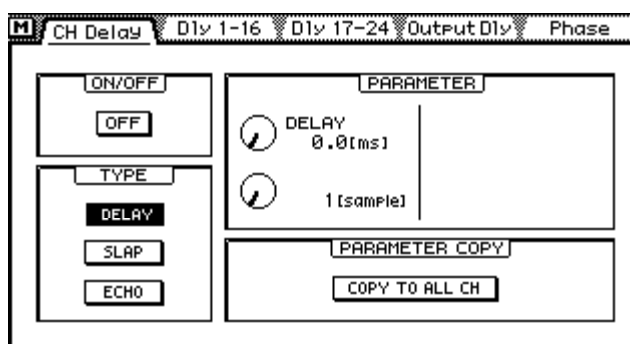 M CH Delay Dly 1-16 Dly 17-24 Output Dly Phase
ON/OFF
OFF
TYPE
DELAY
SLAP
ECHO
PARAMETER
DELAY
0.0[ms]
1[sample]
PARAMETER COPY
COPY TO ALL CH